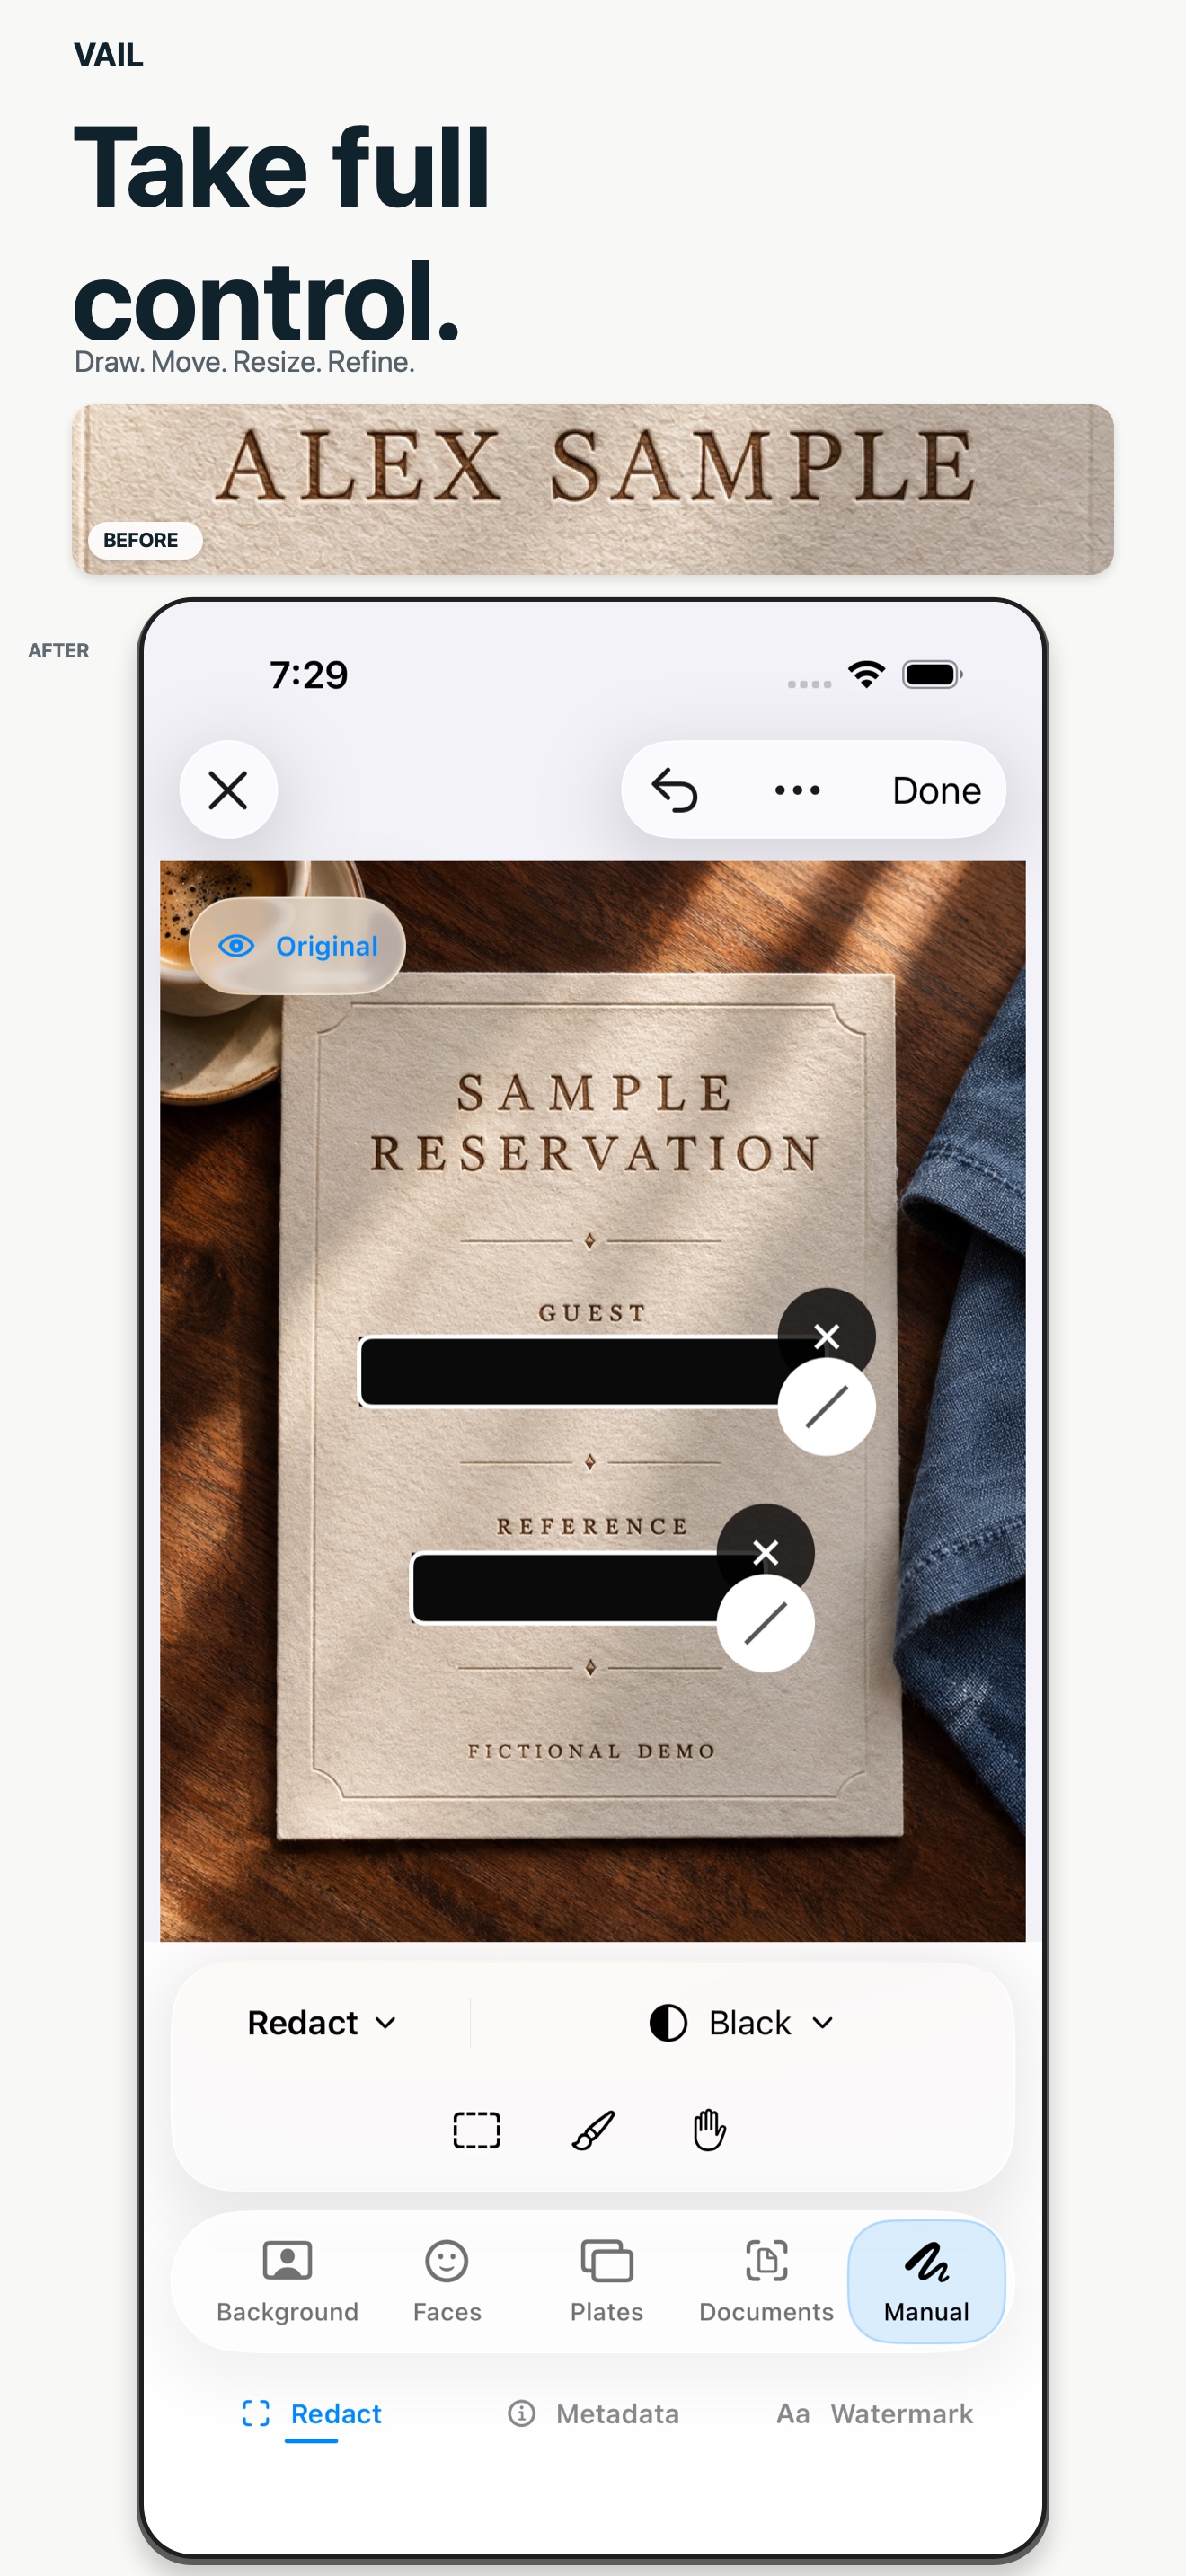 VAIL
Take full
control.
Draw. Move. Resize. Refine.
ALEX SAMPLE
BEFORE
AFTER
7:29
Done
Original
SAMPLE
RESERVATION
GUEST
REFERENCE
FICTIONAL DEMO
Redact
Black
Background
Faces
Plates
Documents
Manual
Redact
Metadata
Aa Watermark